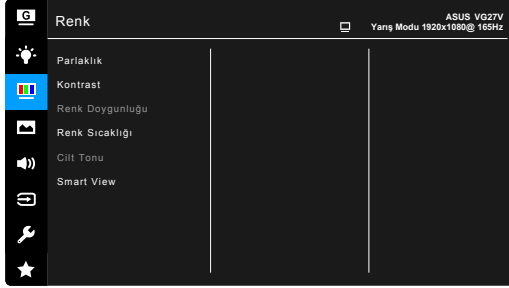 G
Renk
ASUS VG27V
Yarış Modu 1920x1080@ 165Hz
Parlaklık
Kontrast
Renk Doygunluğu
Renk Sıcaklığı
Cilt Tonu
Smart View